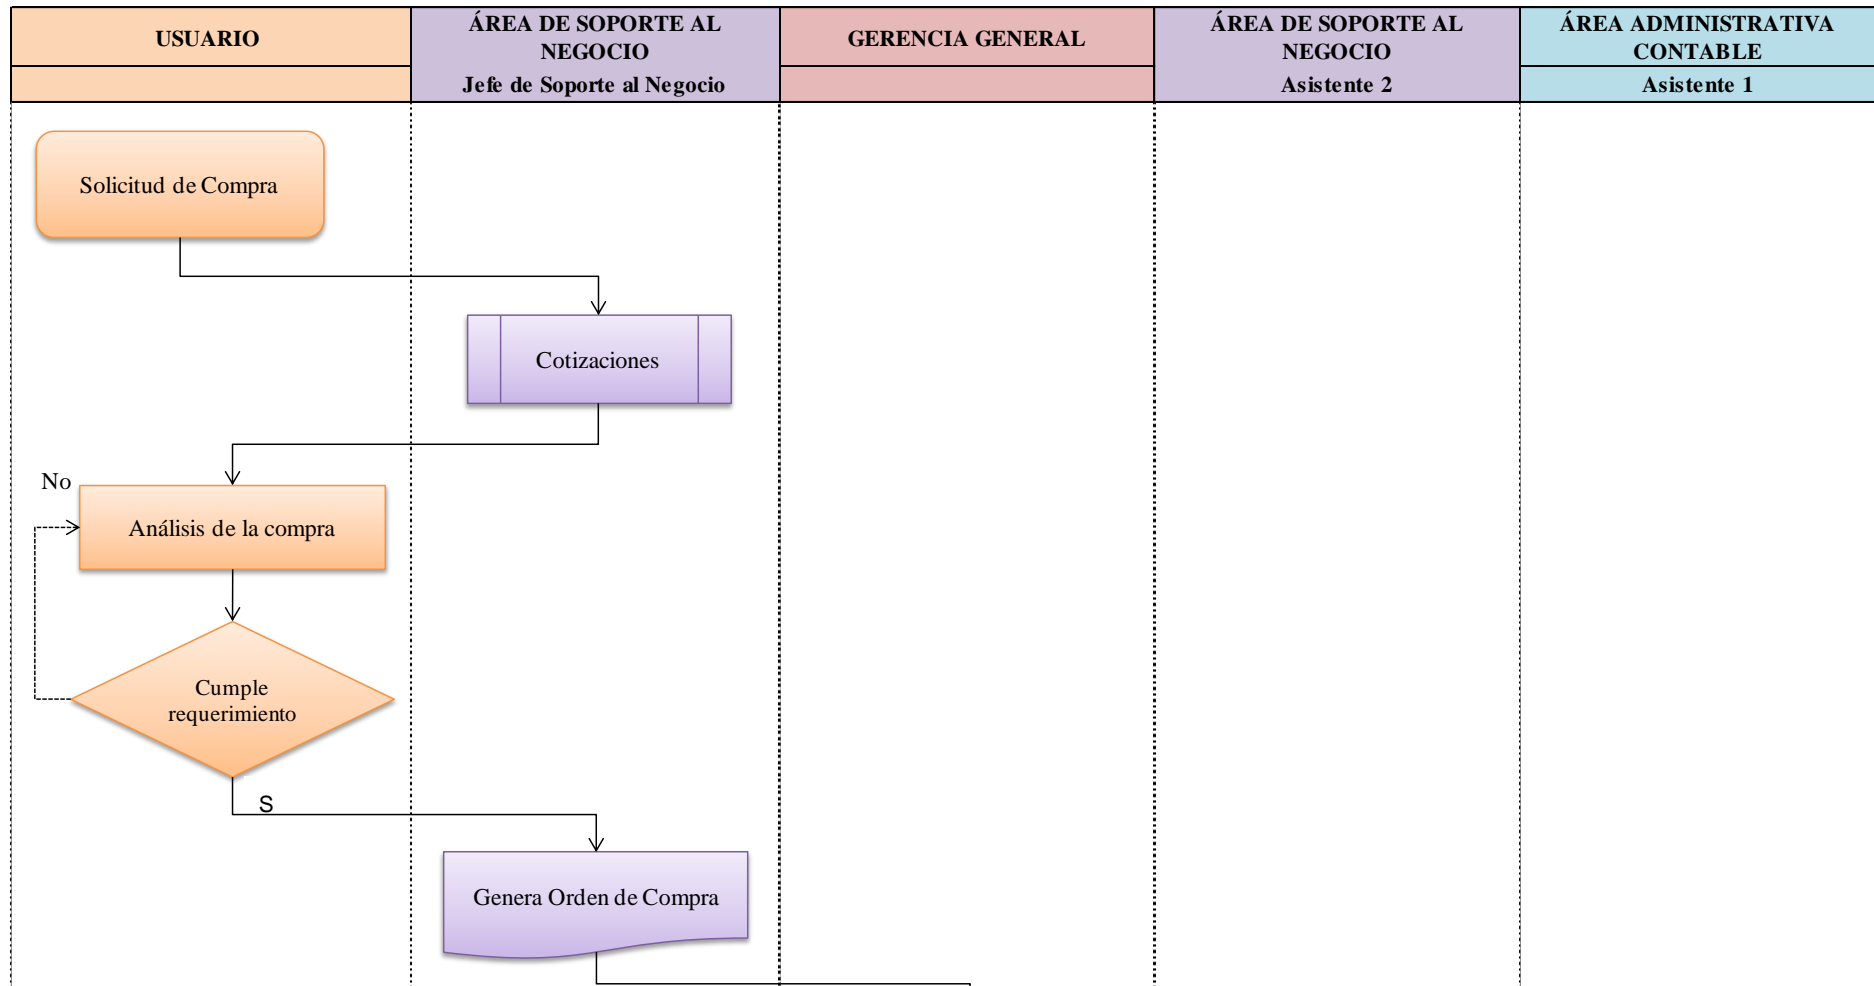 USUARIO
ÁREA DE SOPORTE AL
NEGOCIO
Jefe de Soporte al Negocio
GERENCIA GENERAL
ÁREA DE SOPORTE AL
NEGOCIO
Asistente 2
ÁREA ADMINISTRATIVA
CONTABLE
Asistente 1
Solicitud de Compra
Cotizaciones
No
Análisis de la compra
Cumple
requerimiento
S
Genera Orden de Compra